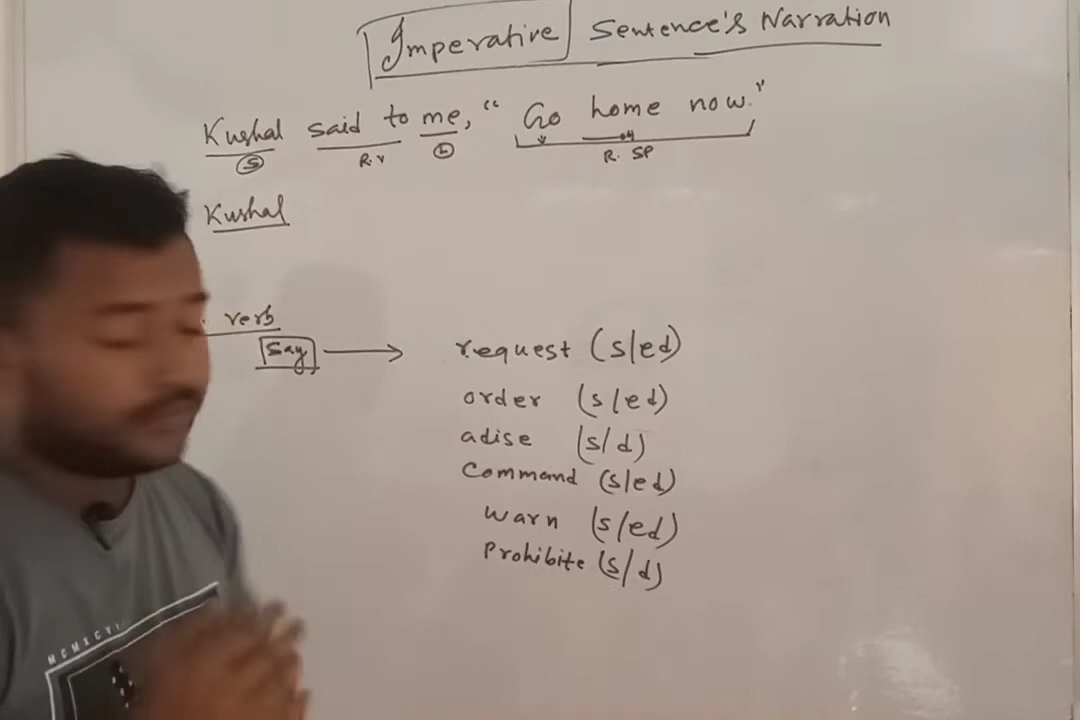 Imperative Sentence's Narration
Kushal said to me, "Go home now."
S R.V L R. SP
Kushal
verb
Say → request (s/ed)
order (s/ed)
adise (s/d)
Command (s/ed)
warn (s/ed)
Prohibite (s/d)
MCMXCVI